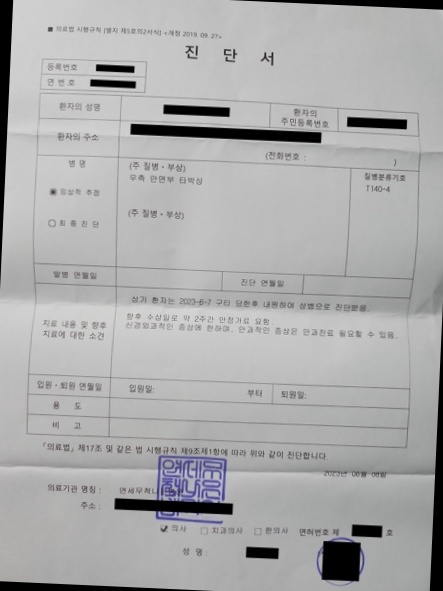 ■ 의료법 시행규칙 [별지 제5호의2서식] <개정 2019. 09. 27>
진 단 서
등록번호
연 번 호
환자의 성명
환자의 주민등록번호
환자의 주소
(전화번호 : )
병 명
(주 질병·부상)
우측 안면부 타박상
질병분류기호
T140-4
◉ 임상적 추정
(주 질병·부상)
○ 최 종 진 단
발병 연월일
진단 연월일
치료 내용 및 향후 치료에 대한 소견
상기 환자는 2023-6-7 구타 당한후 내원하여 상병으로 진단받음.
향후 수상일로 약 2주간 안정가료 요함.
신경외과적인 증상에 한하며, 안과적인 증상은 안과진료 필요할 수 있음.
입원·퇴원 연월일
입원일: 부터
퇴원일:
용 도
비 고
「의료법」 제17조 및 같은 법 시행규칙 제9조제1항에 따라 위와 같이 진단합니다
2023년 06월 08일
의료기관 명칭 : 연세무척
주소 :
☑ 의사 □ 치과의사 □ 한의사 면허번호 제 호
성 명 :